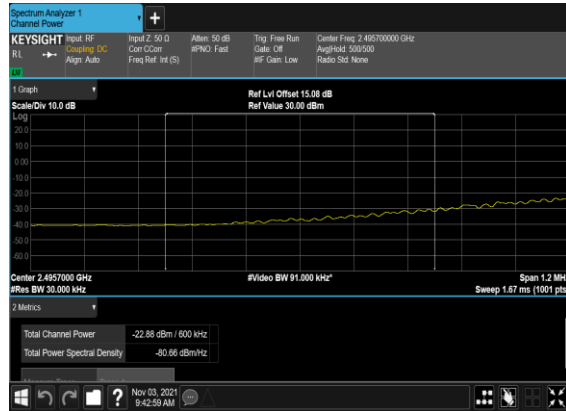 Spectrum Analyzer 1
Channel Power
+
KEYSIGHT
RL
AM
Input: RF
Coupling: DC
Align: Auto
Input Z: 50 Ω
Corr CCorr
Freq Ref: Int (S)
Atten: 50 dB
#PNO: Fast
Trig: Free Run
Gate: Off
#IF Gain: Low
Center Freq: 2.495700000 GHz
Avg|Hold: 500/500
Radio Std: None
1 Graph
Scale/Div 10.0 dB
Ref Lvl Offset 15.08 dB
Ref Value 30.00 dBm
Log
20.0
10.0
0.00
-10.0
-20.0
-30.0
-40.0
-50.0
-60.0
Center 2.4957000 GHz
#Res BW 30.000 kHz
#Video BW 91.000 kHz*
Span 1.2 MH
Sweep 1.67 ms (1001 pts
2 Metrics
Total Channel Power -22.88 dBm / 600 kHz
Total Power Spectral Density -80.66 dBm/Hz
?
Nov 03, 2021
9:42:59 AM